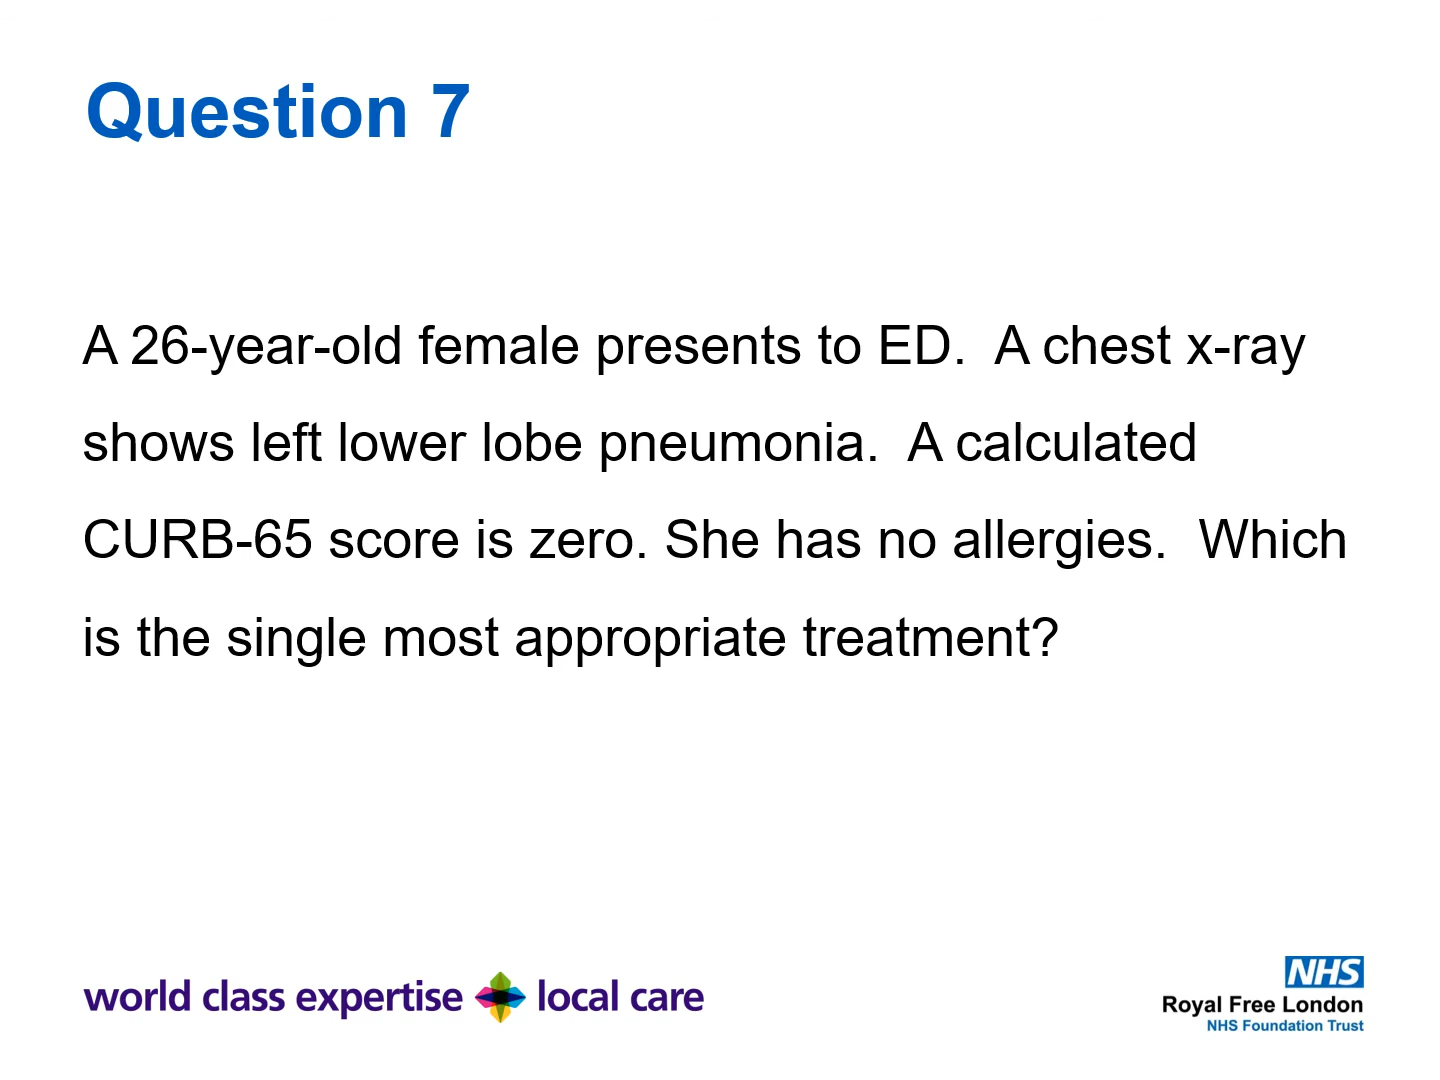 Question 7
A 26-year-old female presents to ED.  A chest x-ray
shows left lower lobe pneumonia.  A calculated
CURB-65 score is zero. She has no allergies.  Which
is the single most appropriate treatment?
world class expertise local care
NHS
Royal Free London
NHS Foundation Trust